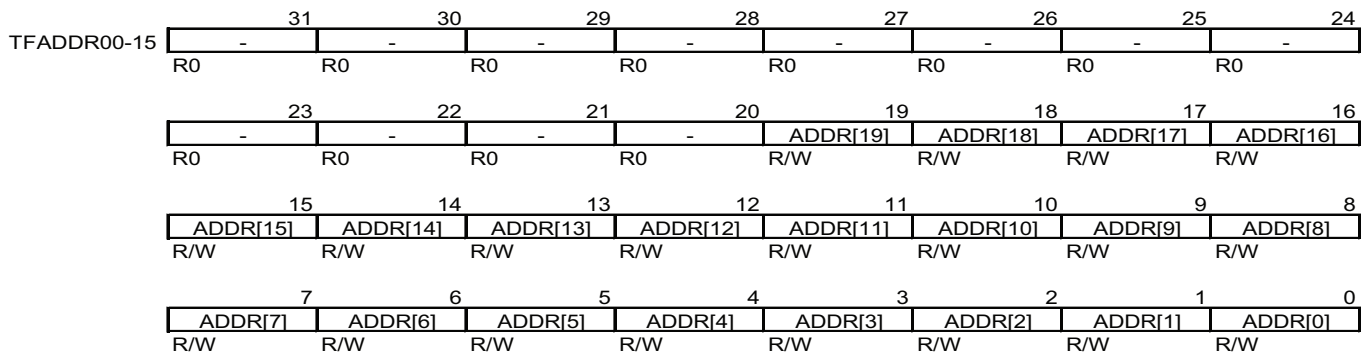 31 30 29 28 27 26 25 24
TFADDR00-15 - - - - - - - -
R0 R0 R0 R0 R0 R0 R0 R0
23 22 21 20 19 18 17 16
- - - - ADDR[19] ADDR[18] ADDR[17] ADDR[16]
R0 R0 R0 R0 R/W R/W R/W R/W
15 14 13 12 11 10 9 8
ADDR[15] ADDR[14] ADDR[13] ADDR[12] ADDR[11] ADDR[10] ADDR[9] ADDR[8]
R/W R/W R/W R/W R/W R/W R/W R/W
7 6 5 4 3 2 1 0
ADDR[7] ADDR[6] ADDR[5] ADDR[4] ADDR[3] ADDR[2] ADDR[1] ADDR[0]
R/W R/W R/W R/W R/W R/W R/W R/W